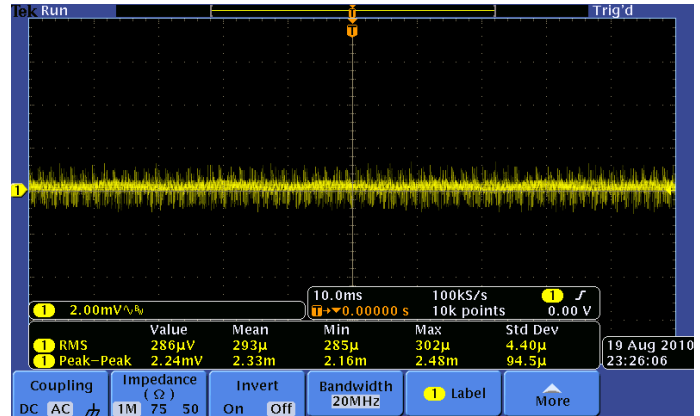 Tek Run Trig'd
T
T
1
1 2.00mV∿BW
10.0ms 100kS/s 1 ʃ
T→▼0.00000 s 10k points 0.00 V
Value Mean Min Max Std Dev
1 RMS 286µV 293µ 285µ 302µ 4.40µ
1 Peak–Peak 2.24mV 2.33m 2.16m 2.48m 94.5µ
19 Aug 2010
23:26:06
Coupling
DC AC
Impedance
(Ω)
1M 75 50
Invert
On Off
Bandwidth
20MHz
1 Label
More